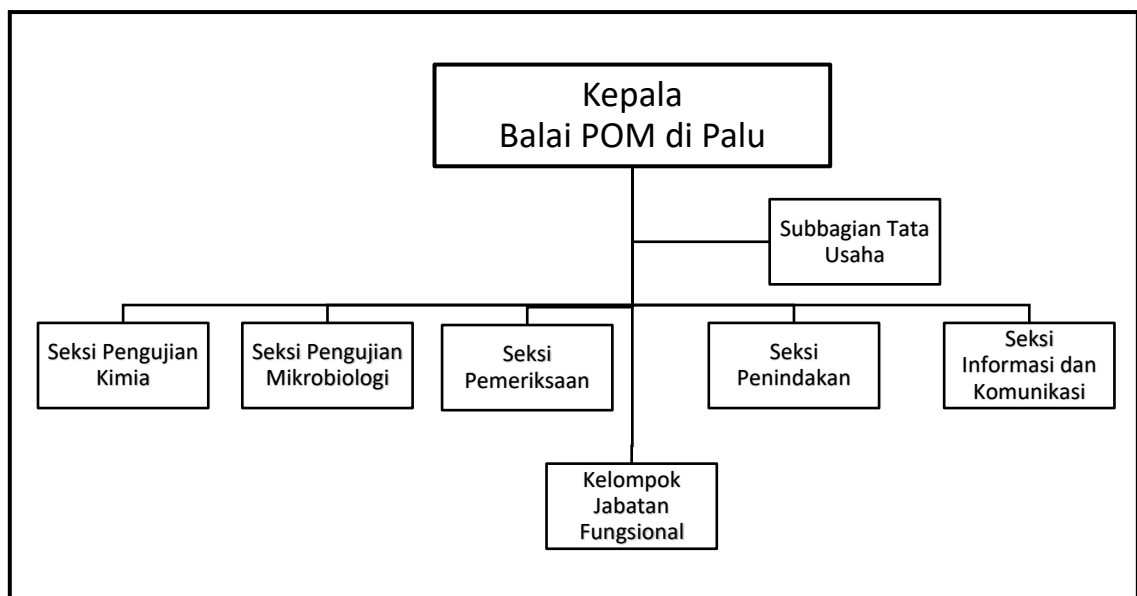 Kepala
Balai POM di Palu
Subbagian Tata
Usaha
Seksi Pengujian
Kimia
Seksi Pengujian
Mikrobiologi
Seksi
Pemeriksaan
Seksi
Penindakan
Seksi
Informasi dan
Komunikasi
Kelompok
Jabatan
Fungsional